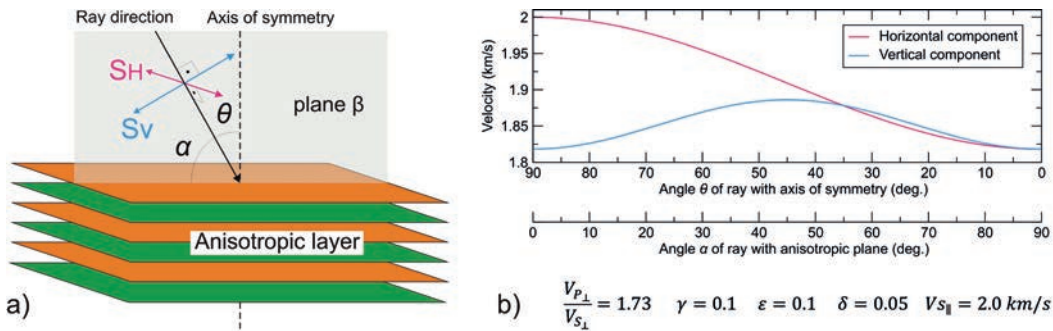 Ray direction
Axis of symmetry
SH
SV
θ
α
plane β
Anisotropic layer
a)
2
1.95
1.9
1.85
1.8
Velocity (km/s)
Horizontal component
Vertical component
90 80 70 60 50 40 30 20 10 0
Angle θ of ray with axis of symmetry (deg.)
0 10 20 30 40 50 60 70 80 90
Angle α of ray with anisotropic plane (deg.)
b)
V_P⊥/V_S⊥ = 1.73 γ = 0.1 ε = 0.1 δ = 0.05 Vs∥ = 2.0 km/s